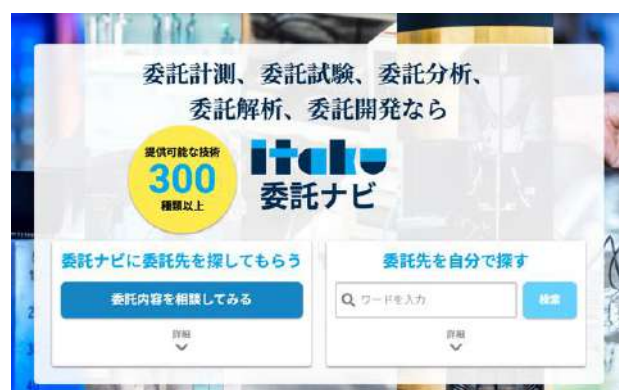 委託計測、委託試験、委託分析、
委託解析、委託開発なら
提供可能な技術
300
種類以上
itaku
委託ナビ
委託ナビに委託先を探してもらう
委託内容を相談してみる
詳細
委託先を自分で探す
ワードを入力
検索
詳細